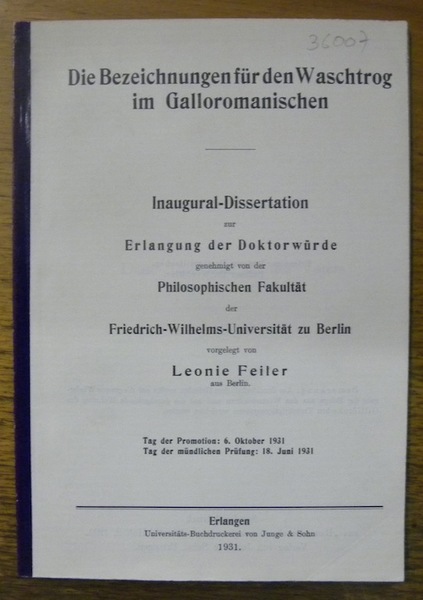 36007
Die Bezeichnungen für den Waschtrog
im Galloromanischen
Inaugural-Dissertation
zur
Erlangung der Doktorwürde
genehmigt von der
Philosophischen Fakultät
der
Friedrich-Wilhelms-Universität zu Berlin
vorgelegt von
Leonie Feiler
aus Berlin.
Tag der Promotion: 6. Oktober 1931
Tag der mündlichen Prüfung: 18. Juni 1931
Erlangen
Universitäts-Buchdruckerei von Junge & Sohn
1931.